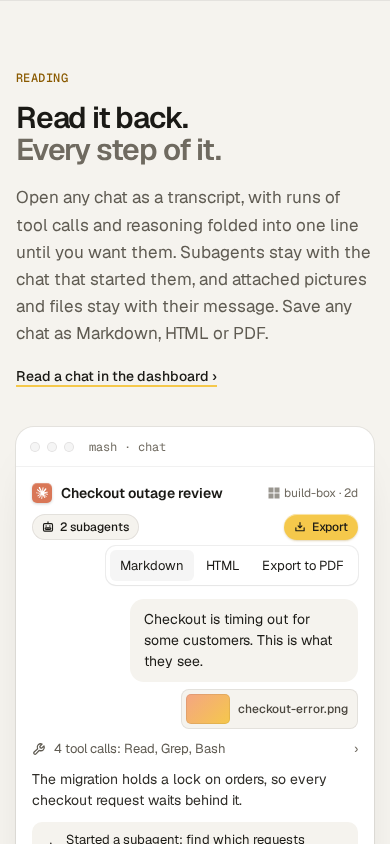 READING
Read it back.
Every step of it.
Open any chat as a transcript, with runs of
tool calls and reasoning folded into one line
until you want them. Subagents stay with the
chat that started them, and attached pictures
and files stay with their message. Save any
chat as Markdown, HTML or PDF.
Read a chat in the dashboard ›
mash · chat
Checkout outage review
build-box · 2d
2 subagents
Export
Markdown HTML Export to PDF
Checkout is timing out for
some customers. This is what
they see.
checkout-error.png
4 tool calls: Read, Grep, Bash ›
The migration holds a lock on orders, so every
checkout request waits behind it.
Started a subagent: find which requests